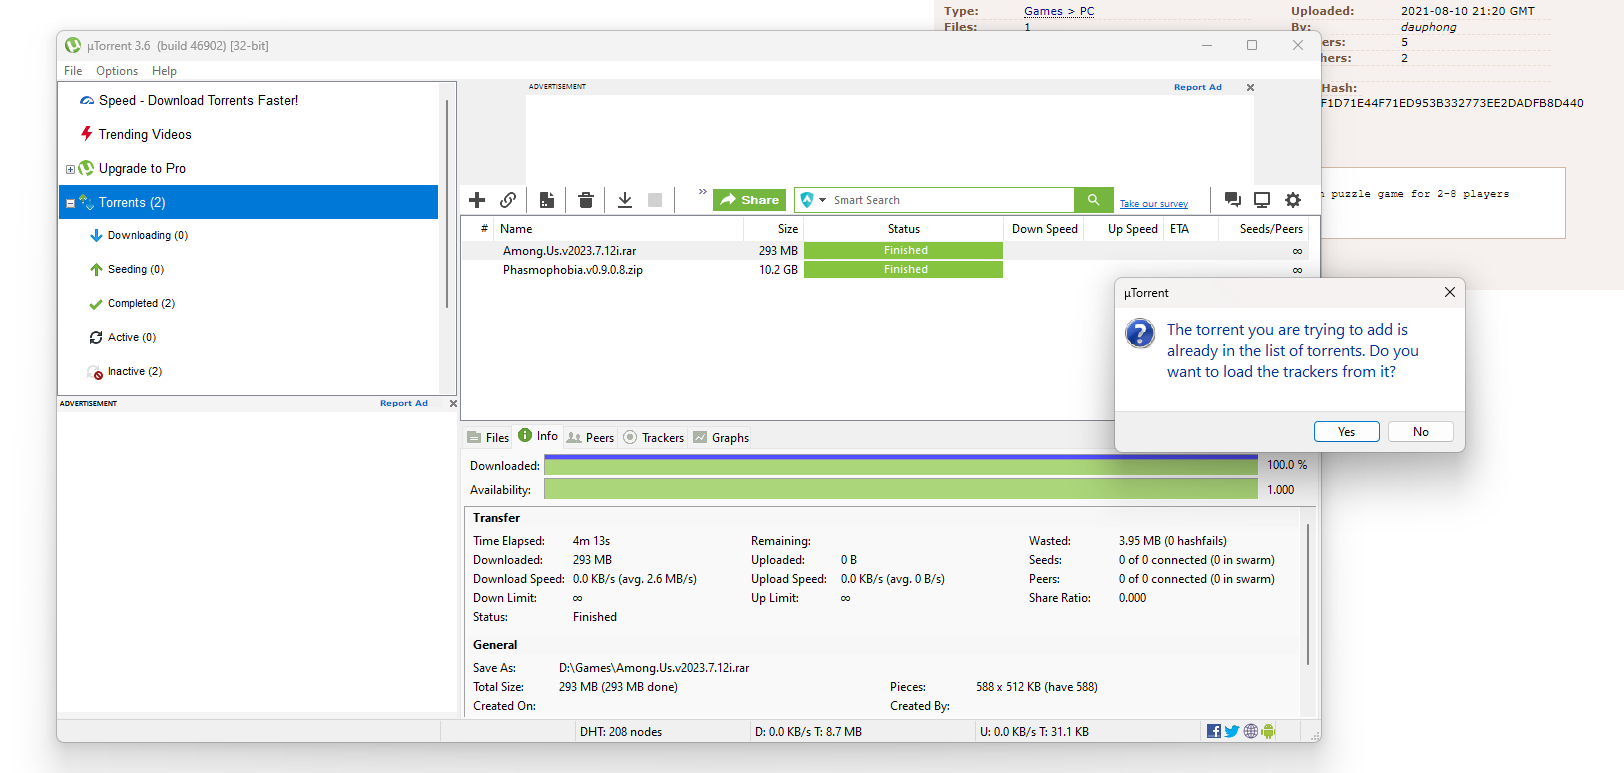 Type: Games > PC Uploaded: 2021-08-10 21:20 GMT
Files: 1 By: dauphong
ers: 5
hers: 2
Hash:
F1D71E44F71ED953B332773EE2DADFB8D440
puzzle game for 2-8 players
µTorrent 3.6 (build 46902) [32-bit]
File Options Help
Speed - Download Torrents Faster!
Trending Videos
Upgrade to Pro
Torrents (2)
Downloading (0)
Seeding (0)
Completed (2)
Active (0)
Inactive (2)
ADVERTISEMENT Report Ad
ADVERTISEMENT Report Ad
Share Smart Search Take our survey
# Name Size Status Down Speed Up Speed ETA Seeds/Peers
Among.Us.v2023.7.12i.rar 293 MB Finished ∞
Phasmophobia.v0.9.0.8.zip 10.2 GB Finished ∞
µTorrent
The torrent you are trying to add is
already in the list of torrents. Do you
want to load the trackers from it?
Yes No
Files Info Peers Trackers Graphs
Downloaded: 100.0 %
Availability: 1.000
Transfer
Time Elapsed: 4m 13s Remaining: Wasted: 3.95 MB (0 hashfails)
Downloaded: 293 MB Uploaded: 0 B Seeds: 0 of 0 connected (0 in swarm)
Download Speed: 0.0 KB/s (avg. 2.6 MB/s) Upload Speed: 0.0 KB/s (avg. 0 B/s) Peers: 0 of 0 connected (0 in swarm)
Down Limit: ∞ Up Limit: ∞ Share Ratio: 0.000
Status: Finished
General
Save As: D:\Games\Among.Us.v2023.7.12i.rar
Total Size: 293 MB (293 MB done) Pieces: 588 x 512 KB (have 588)
Created On: Created By:
DHT: 208 nodes D: 0.0 KB/s T: 8.7 MB U: 0.0 KB/s T: 31.1 KB